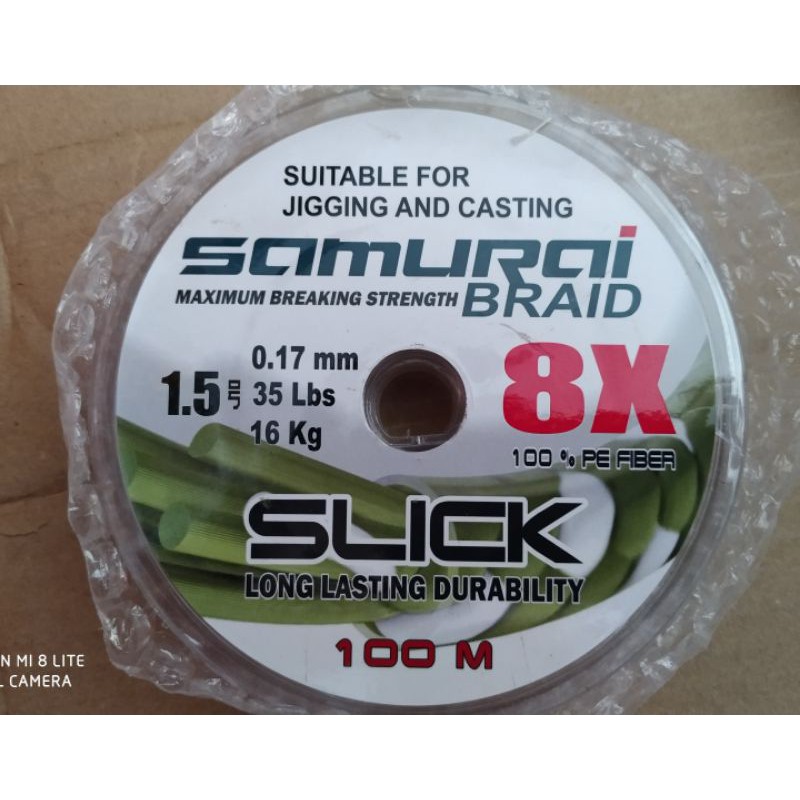 SUITABLE FOR
JIGGING AND CASTING
samurai
MAXIMUM BREAKING STRENGTH BRAID
0.17 mm
1.5 35 Lbs
16 Kg
8X
100 % PE FIBER
SLICK
LONG LASTING DURABILITY
100 M
N MI 8 LITE
L CAMERA